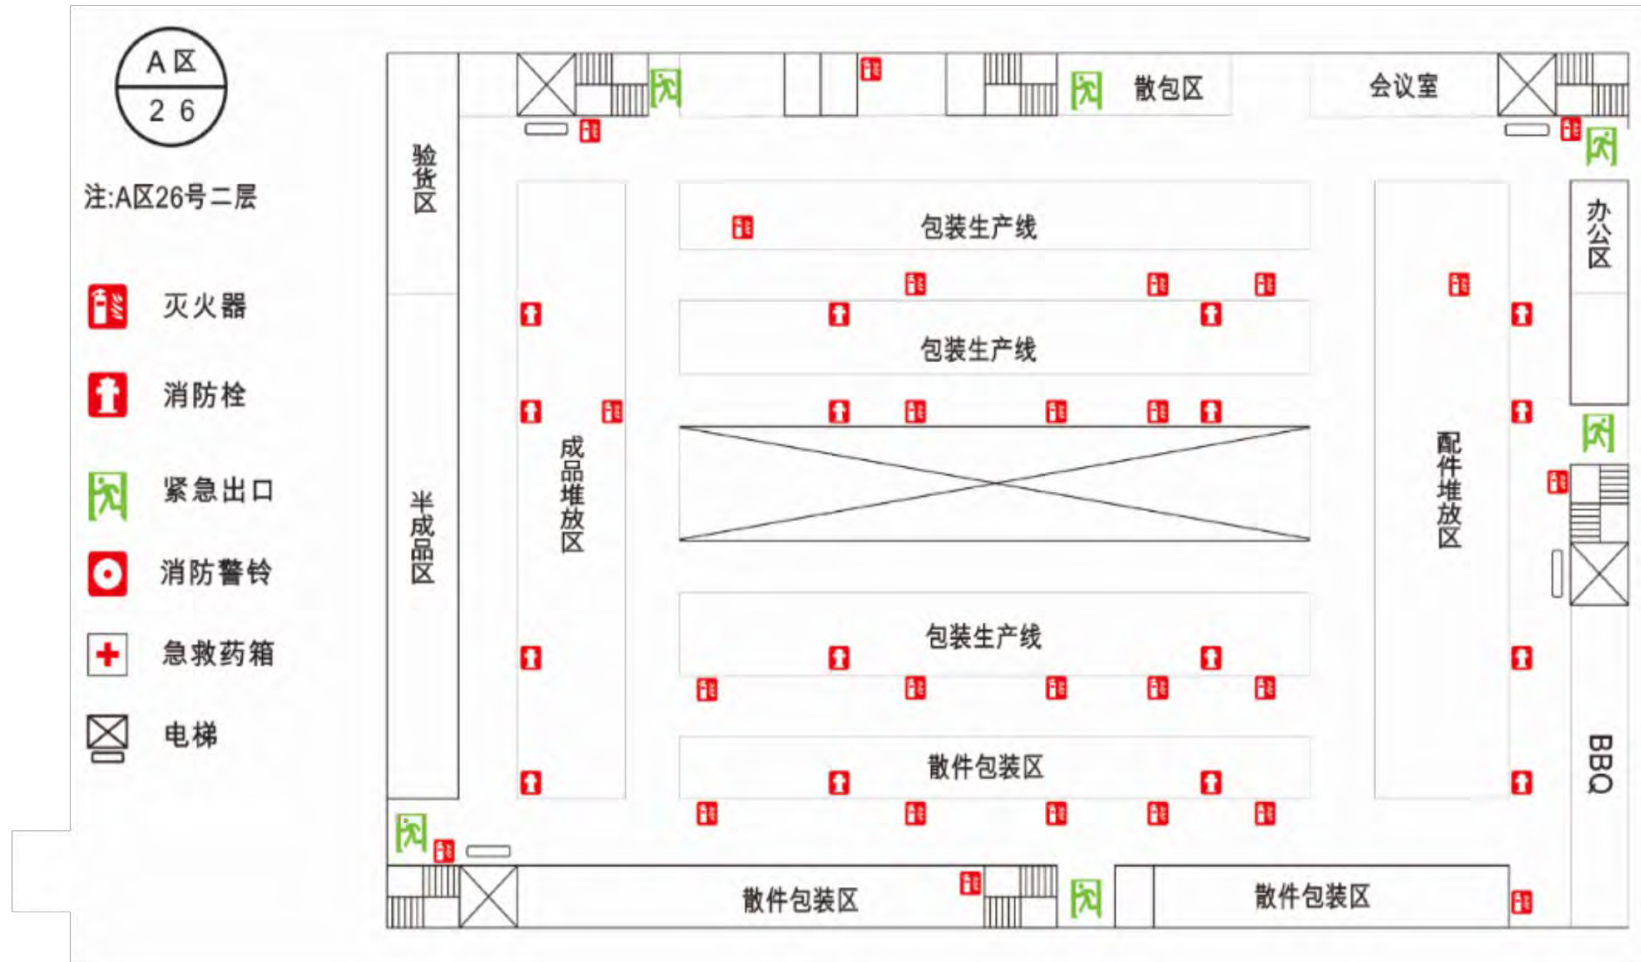 A区
26
注:A区26号二层
灭火器
消防栓
紧急出口
消防警铃
急救药箱
电梯
散包区
会议室
验货区
办公区
包装生产线
包装生产线
成品堆放区
配件堆放区
半成品区
包装生产线
散件包装区
BBQ
散件包装区
散件包装区